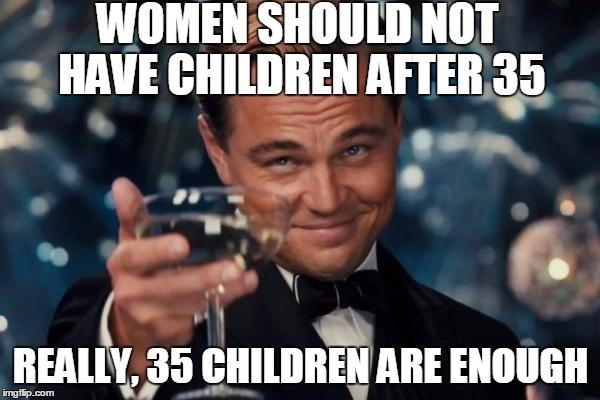 WOMEN SHOULD NOT
HAVE CHILDREN AFTER 35
REALLY, 35 CHILDREN ARE ENOUGH
imgflip.com